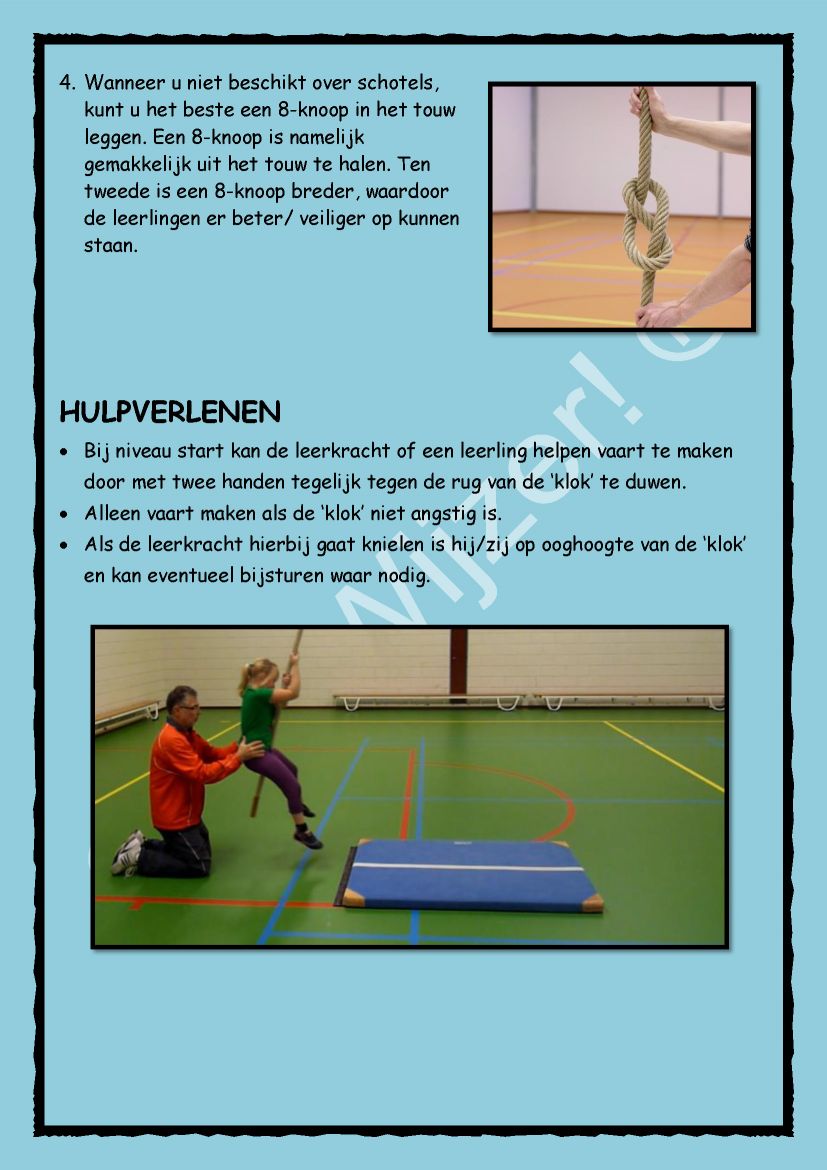 4. Wanneer u niet beschikt over schotels,
kunt u het beste een 8-knoop in het touw
leggen. Een 8-knoop is namelijk
gemakkelijk uit het touw te halen. Ten
tweede is een 8-knoop breder, waardoor
de leerlingen er beter/ veiliger op kunnen
staan.
HULPVERLENEN
• Bij niveau start kan de leerkracht of een leerling helpen vaart te maken
door met twee handen tegelijk tegen de rug van de ‘klok’ te duwen.
• Alleen vaart maken als de ‘klok’ niet angstig is.
• Als de leerkracht hierbij gaat knielen is hij/zij op ooghoogte van de ‘klok’
en kan eventueel bijsturen waar nodig.
Wijzer! ®